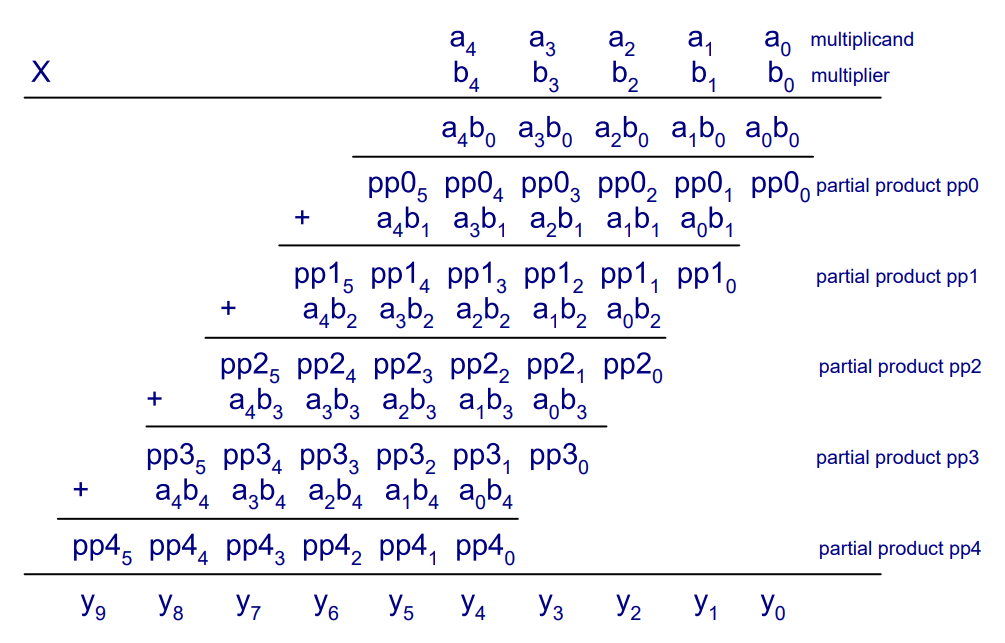 a₄ a₃ a₂ a₁ a₀ multiplicand
X b₄ b₃ b₂ b₁ b₀ multiplier
a₄b₀ a₃b₀ a₂b₀ a₁b₀ a₀b₀
pp0₅ pp0₄ pp0₃ pp0₂ pp0₁ pp0₀ partial product pp0
+ a₄b₁ a₃b₁ a₂b₁ a₁b₁ a₀b₁
pp1₅ pp1₄ pp1₃ pp1₂ pp1₁ pp1₀ partial product pp1
+ a₄b₂ a₃b₂ a₂b₂ a₁b₂ a₀b₂
pp2₅ pp2₄ pp2₃ pp2₂ pp2₁ pp2₀ partial product pp2
+ a₄b₃ a₃b₃ a₂b₃ a₁b₃ a₀b₃
pp3₅ pp3₄ pp3₃ pp3₂ pp3₁ pp3₀ partial product pp3
+ a₄b₄ a₃b₄ a₂b₄ a₁b₄ a₀b₄
pp4₅ pp4₄ pp4₃ pp4₂ pp4₁ pp4₀ partial product pp4
y₉ y₈ y₇ y₆ y₅ y₄ y₃ y₂ y₁ y₀